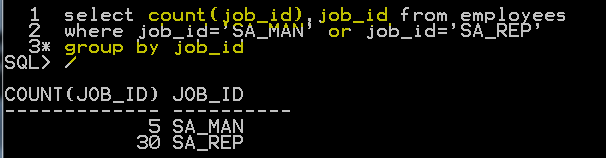 1 select count(job_id),job_id from employees
2 where job_id='SA_MAN' or job_id='SA_REP'
3* group by job_id
SQL> /
COUNT(JOB_ID) JOB_ID
------------- ----------
5 SA_MAN
30 SA_REP